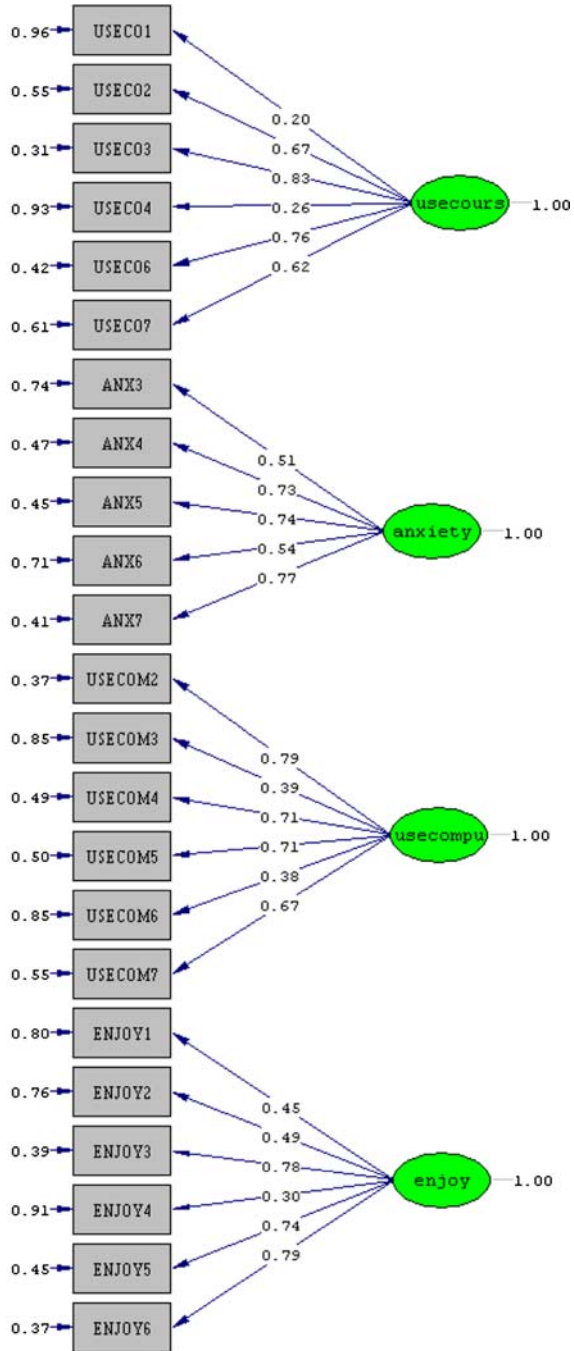 0.96 USECO1
0.20
0.55 USECO2
0.67
0.31 USECO3
0.83
usecours 1.00
0.93 USECO4
0.26
0.42 USECO6
0.76
0.62
0.61 USECO7
0.74 ANX3
0.47 ANX4
0.51
0.73
0.45 ANX5
0.74
anxiety 1.00
0.71 ANX6
0.54
0.77
0.41 ANX7
0.37 USECOM2
0.85 USECOM3
0.79
0.39
0.49 USECOM4
0.71
usecompu 1.00
0.50 USECOM5
0.71
0.38
0.85 USECOM6
0.67
0.55 USECOM7
0.80 ENJOY1
0.76 ENJOY2
0.45
0.49
0.39 ENJOY3
0.78
enjoy 1.00
0.91 ENJOY4
0.30
0.74
0.45 ENJOY5
0.79
0.37 ENJOY6